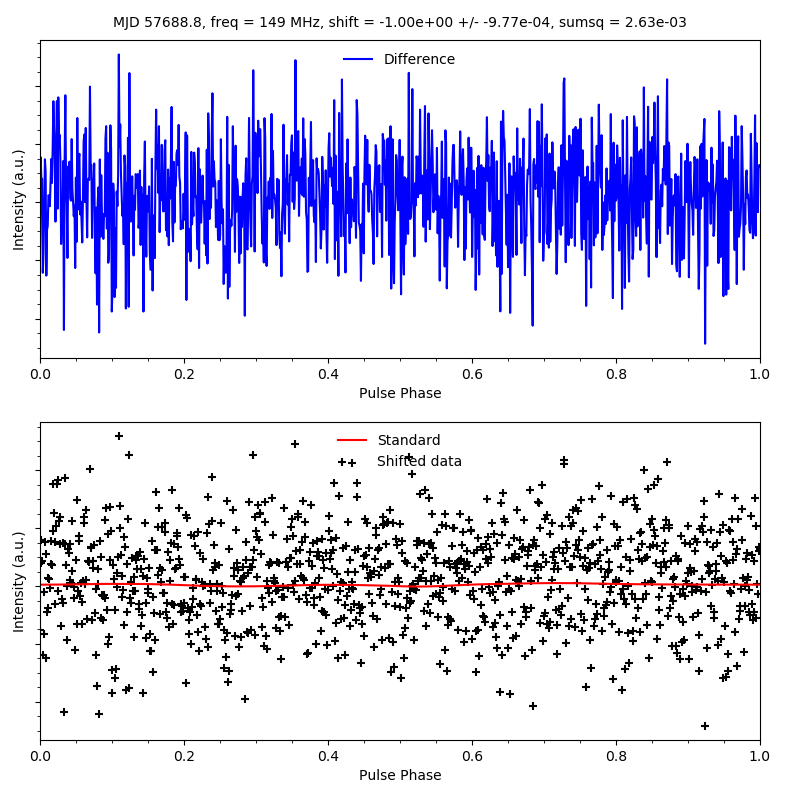 MJD 57688.8, freq = 149 MHz, shift = -1.00e+00 +/- -9.77e-04, sumsq = 2.63e-03
Difference
Intensity (a.u.)
0.0 0.2 0.4 0.6 0.8 1.0
Pulse Phase
Standard
Shifted data
Intensity (a.u.)
0.0 0.2 0.4 0.6 0.8 1.0
Pulse Phase